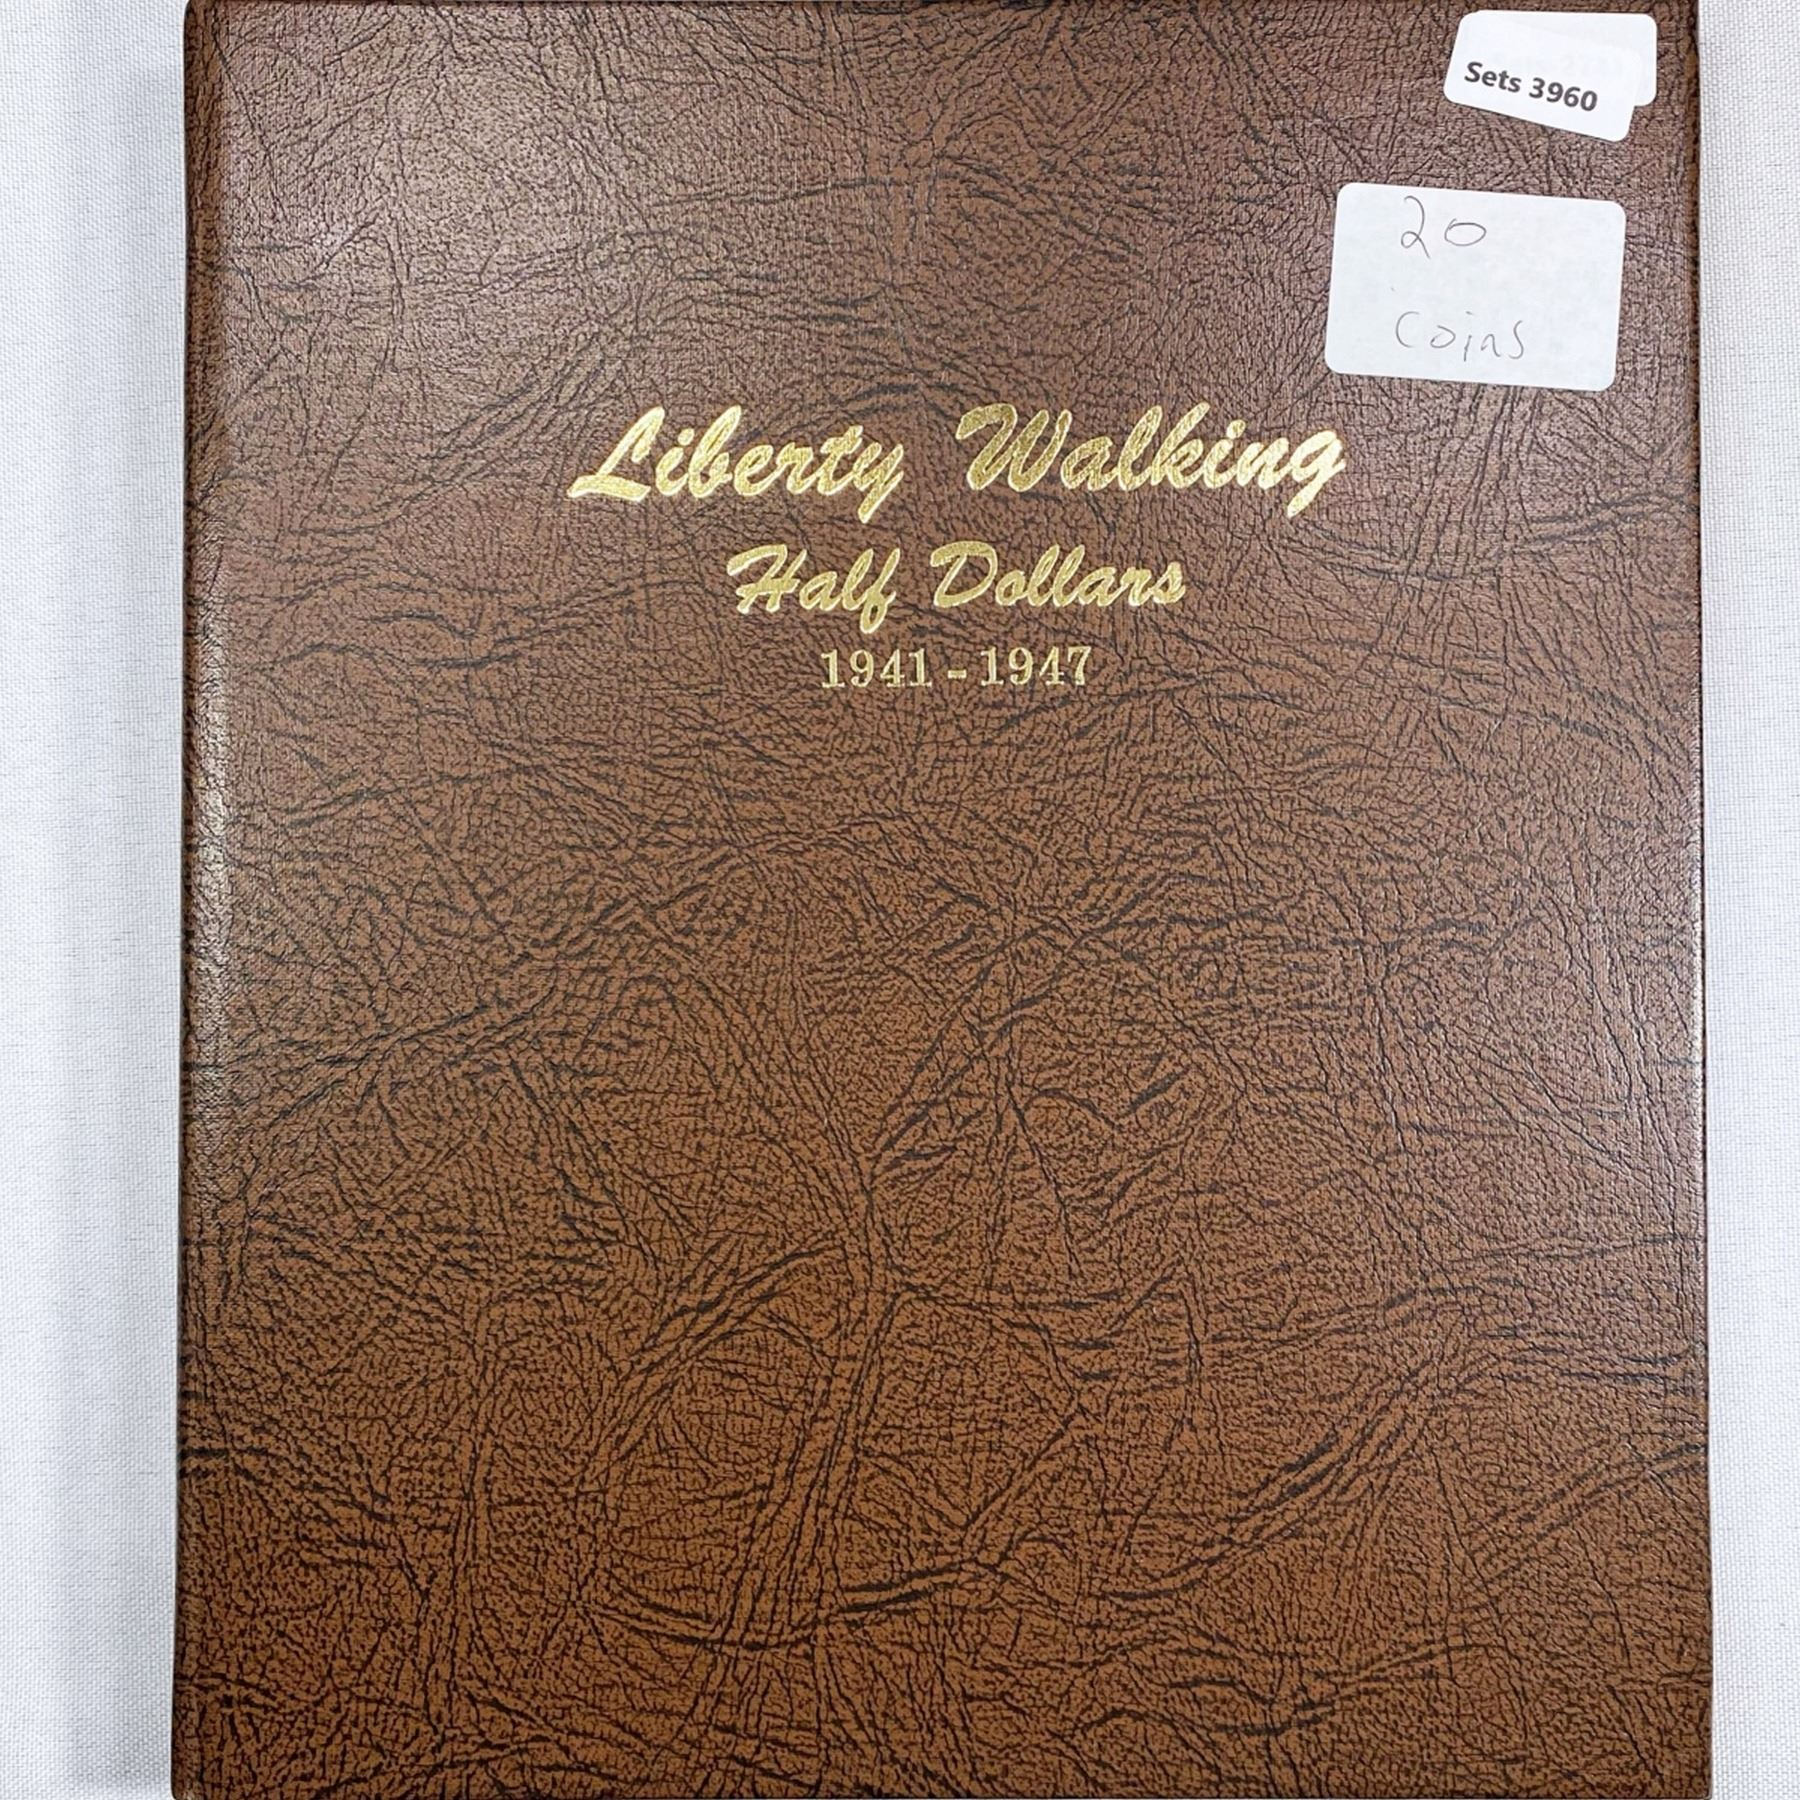 Sets 3960
20
coins
Liberty Walking
Half Dollars
1941-1947